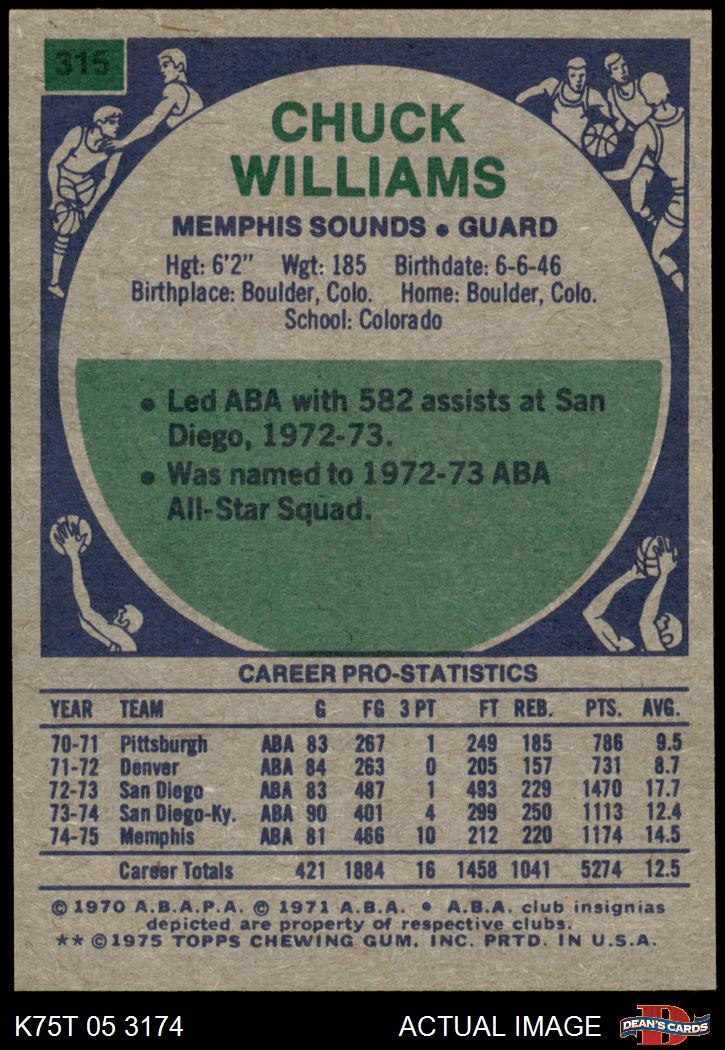 315
CHUCK
WILLIAMS
MEMPHIS SOUNDS • GUARD
Hgt: 6'2" Wgt: 185 Birthdate: 6-6-46
Birthplace: Boulder, Colo. Home: Boulder, Colo.
School: Colorado
• Led ABA with 582 assists at San
Diego, 1972-73.
• Was named to 1972-73 ABA
All-Star Squad.
CAREER PRO-STATISTICS
YEAR TEAM G FG 3 PT FT REB. PTS. AVG.
70-71 Pittsburgh ABA 83 267 1 249 185 786 9.5
71-72 Denver ABA 84 263 0 205 157 731 8.7
72-73 San Diego ABA 83 487 1 493 229 1470 17.7
73-74 San Diego-Ky. ABA 90 401 4 299 250 1113 12.4
74-75 Memphis ABA 81 466 10 212 220 1174 14.5
Career Totals 421 1884 16 1458 1041 5274 12.5
© 1970 A.B.A.P.A. © 1971 A.B.A. • A.B.A. club insignias
depicted are property of respective clubs.
** © 1975 TOPPS CHEWING GUM, INC. PRTD. IN U.S.A.
K75T 05 3174 ACTUAL IMAGE
DEAN'S CARDS